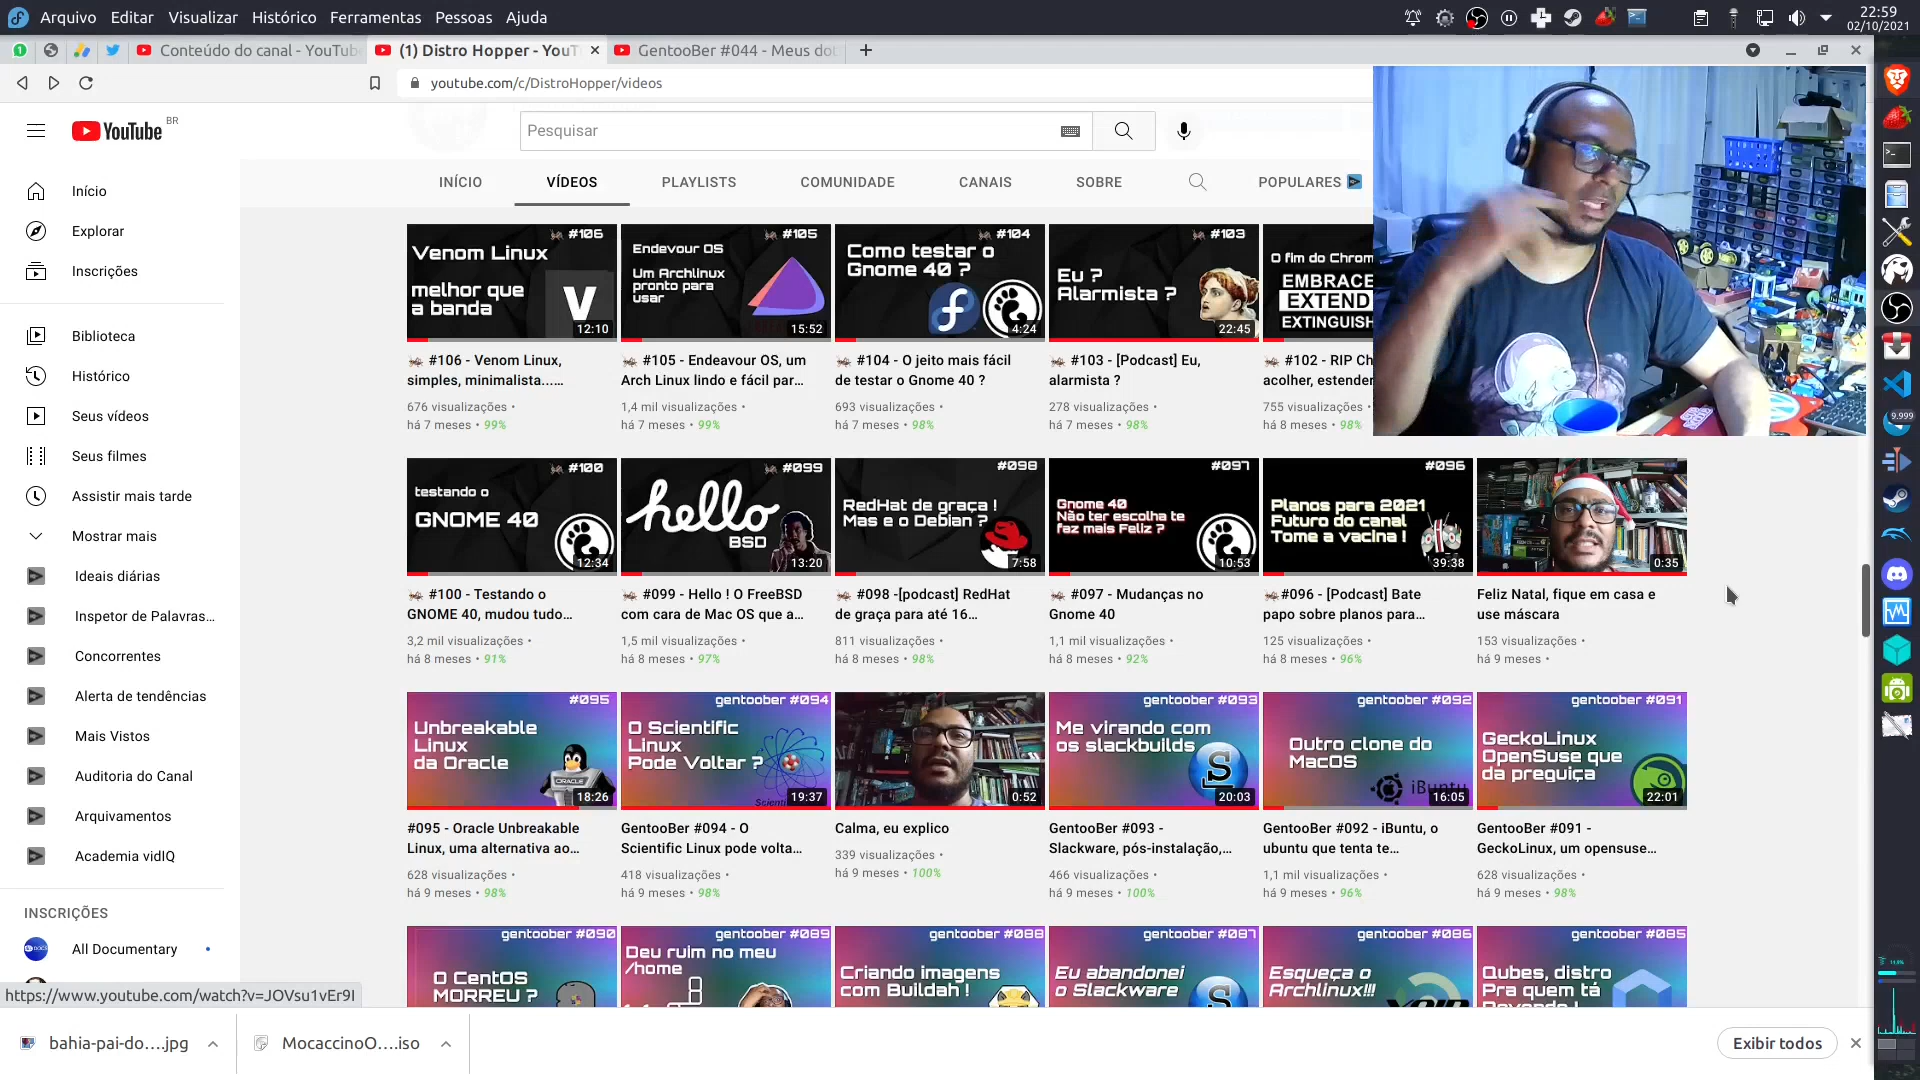 Arquivo Editar Visualizar Histórico Ferramentas Pessoas Ajuda
22:59
02/10/2021
Conteúdo do canal - YouTube
(1) Distro Hopper - YouT
GentooBer #044 - Meus dot
youtube.com/c/DistroHopper/videos
YouTube BR
Pesquisar
INÍCIO VÍDEOS PLAYLISTS COMUNIDADE CANAIS SOBRE POPULARES
Início
Explorar
Inscrições
Biblioteca
Histórico
Seus vídeos
Seus filmes
Assistir mais tarde
Mostrar mais
Ideais diárias
Inspetor de Palavras...
Concorrentes
Alerta de tendências
Mais Vistos
Auditoria do Canal
Arquivamentos
Academia vidIQ
INSCRIÇÕES
All Documentary
#106
Venom Linux
melhor que
a banda
V
12:10
#106 - Venom Linux,
simples, minimalista......
676 visualizações •
há 7 meses • 99%
#105
Endevour OS
Um Archlinux
pronto para
usar
15:52
#105 - Endeavour OS, um
Arch Linux lindo e fácil par...
1,4 mil visualizações •
há 7 meses • 99%
#104
Como testar o
Gnome 40 ?
4:24
#104 - O jeito mais fácil
de testar o Gnome 40 ?
693 visualizações •
há 7 meses • 98%
#103
Eu ?
Alarmista ?
22:45
#103 - [Podcast] Eu,
alarmista ?
278 visualizações •
há 7 meses • 98%
O fim do Chrom
EMBRACE
EXTEND
EXTINGUISH
#102 - RIP Ch
acolher, estender
755 visualizações •
há 8 meses • 98%
#100
testando o
GNOME 40
12:34
#100 - Testando o
GNOME 40, mudou tudo...
3,2 mil visualizações •
há 8 meses • 91%
#099
hello
BSD
13:20
#099 - Hello ! O FreeBSD
com cara de Mac OS que a...
1,5 mil visualizações •
há 8 meses • 97%
#098
RedHat de graça !
Mas e o Debian ?
7:58
#098 -[podcast] RedHat
de graça para até 16...
811 visualizações •
há 8 meses • 98%
#097
Gnome 40
Não ter escolha te
faz mais Feliz ?
10:53
#097 - Mudanças no
Gnome 40
1,1 mil visualizações •
há 8 meses • 92%
#096
Planos para 2021
Futuro do canal
Tome a vacina !
39:38
#096 - [Podcast] Bate
papo sobre planos para...
125 visualizações •
há 8 meses • 96%
0:35
Feliz Natal, fique em casa e
use máscara
153 visualizações •
há 9 meses •
#095
Unbreakable
Linux
da Oracle
ORACLE
18:26
#095 - Oracle Unbreakable
Linux, uma alternativa ao...
628 visualizações •
há 9 meses • 98%
gentoober #094
O Scientific
Linux
Pode Voltar ?
19:37
GentooBer #094 - O
Scientific Linux pode volta...
418 visualizações •
há 9 meses • 98%
0:52
Calma, eu explico
339 visualizações •
há 9 meses • 100%
gentoober #093
Me virando com
os slackbuilds
S
20:03
GentooBer #093 -
Slackware, pós-instalação,...
466 visualizações •
há 9 meses • 100%
gentoober #092
Outro clone do
MacOS
iBuntu
16:05
GentooBer #092 - iBuntu, o
ubuntu que tenta te...
1,1 mil visualizações •
há 9 meses • 96%
gentoober #091
GeckoLinux
OpenSuse que
da preguiça
22:01
GentooBer #091 -
GeckoLinux, um opensuse...
628 visualizações •
há 9 meses • 98%
gentoober #090
O CentOS
MORREU ?
gentoober #089
Deu ruim no meu
/home
gentoober #088
Criando imagens
com Buildah !
gentoober #087
Eu abandonei
o Slackware
gentoober #086
Esqueça o
Archlinux!!!
gentoober #085
Qubes, distro
Pra quem tá
https://www.youtube.com/watch?v=JOVsu1vEr9I
bahia-pai-do....jpg
MocaccinoO....iso
Exibir todos
9.999